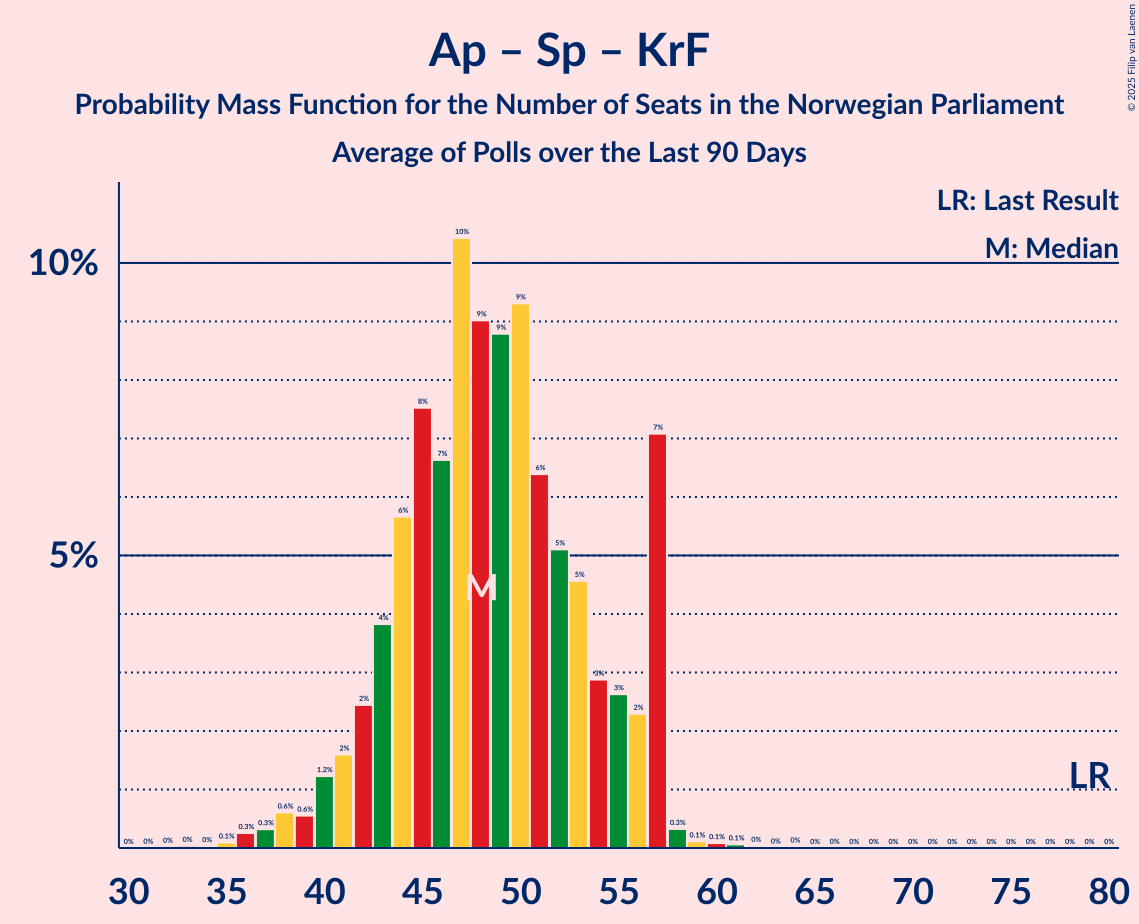 Ap – Sp – KrF
Probability Mass Function for the Number of Seats in the Norwegian Parliament
Average of Polls over the Last 90 Days
© 2025 Filip van Laenen
LR: Last Result
M: Median
10%
5%
0% 0% 0% 0% 0% 0.1% 0.3% 0.3% 0.6% 0.6% 1.2% 2% 2% 4% 6% 8% 7% 10% 9% 9% 9% 6% 5% 5% 3% 3% 2% 7% 0.3% 0.1% 0.1% 0.1% 0% 0% 0% 0% 0% 0% 0% 0% 0% 0% 0% 0% 0% 0% 0% 0% 0% 0% 0%
M
LR
30 35 40 45 50 55 60 65 70 75 80